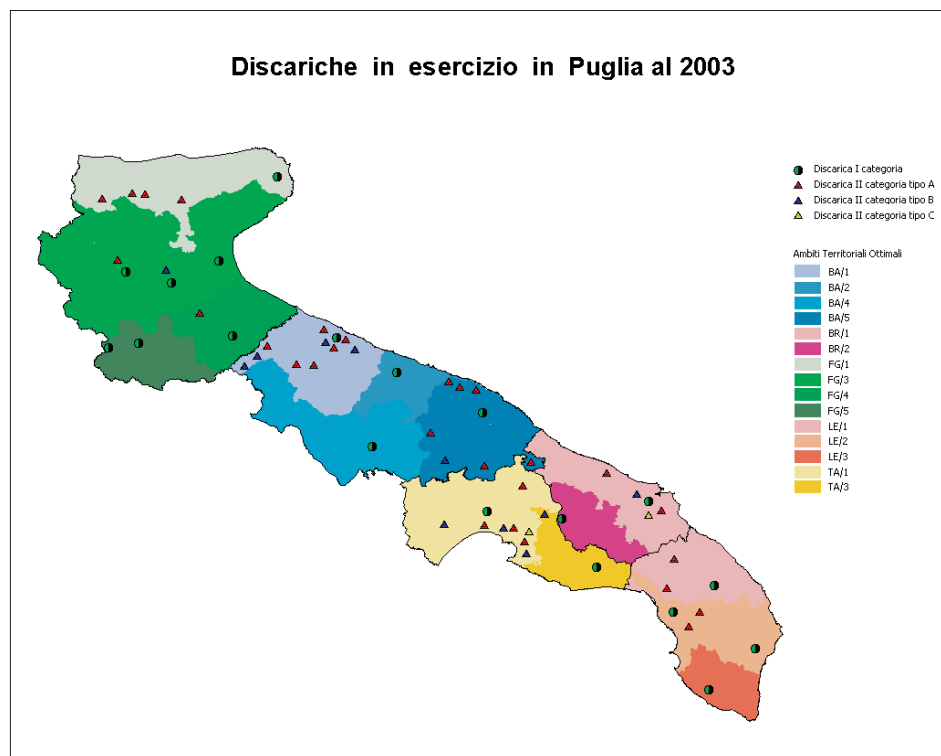 Discariche in esercizio in Puglia al 2003
Discarica I categoria
Discarica II categoria tipo A
Discarica II categoria tipo B
Discarica II categoria tipo C
Ambiti Territoriali Ottimali
BA/1
BA/2
BA/4
BA/5
BR/1
BR/2
FG/1
FG/3
FG/4
FG/5
LE/1
LE/2
LE/3
TA/1
TA/3